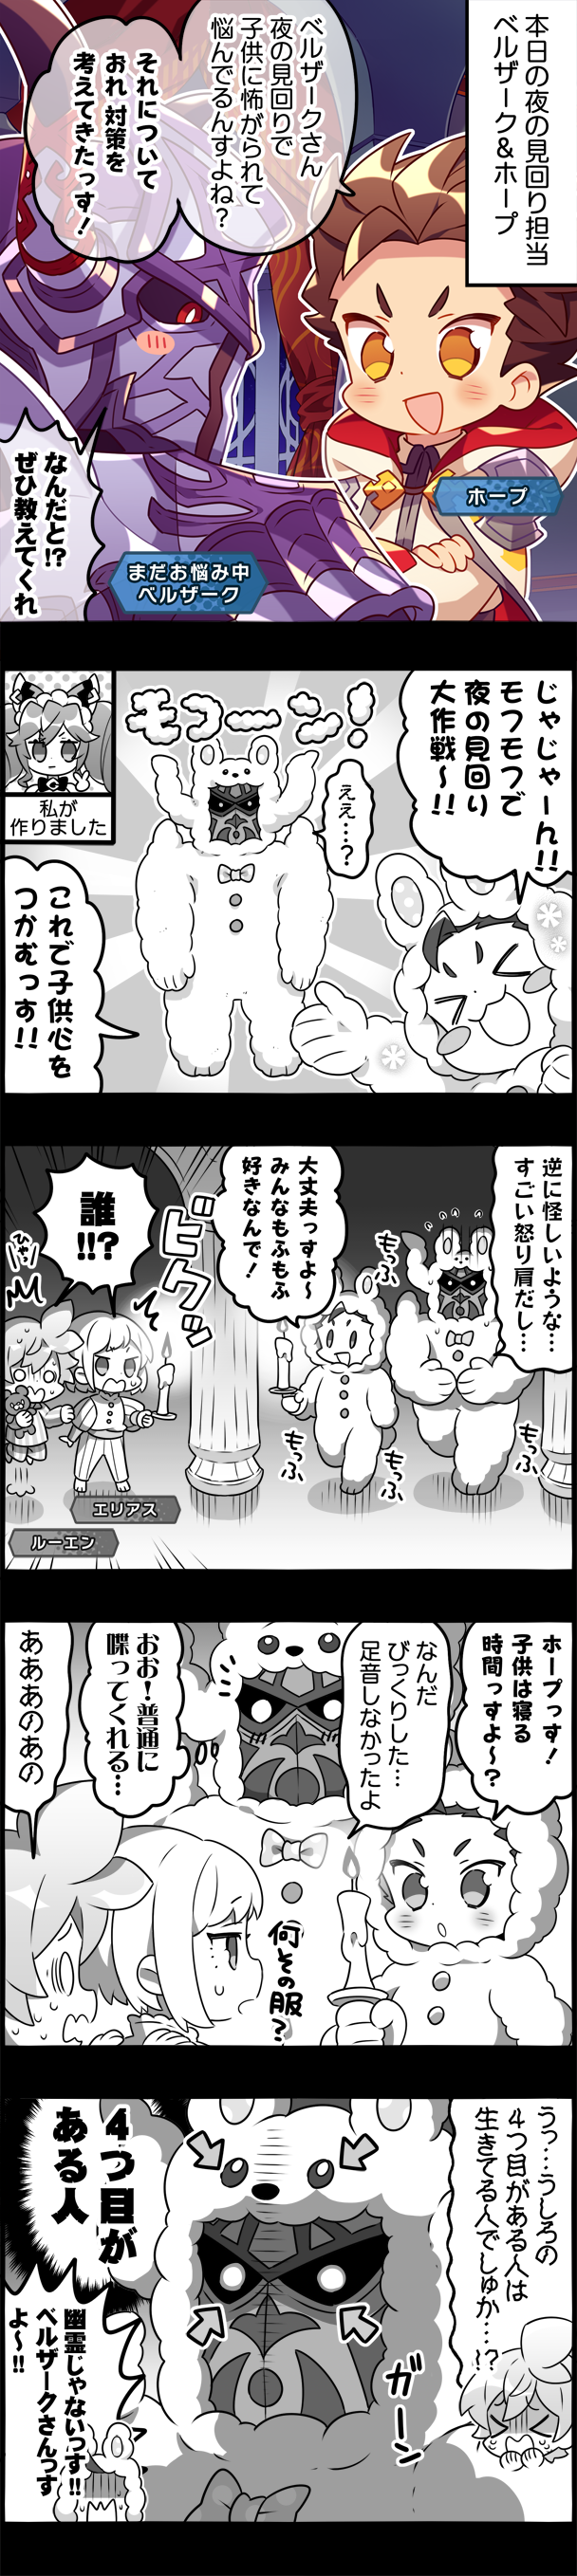 本日の夜の見回り担当
ベルザーク&ホープ
ベルザークさん
夜の見回りで
子供に怖がられて
悩んでるんすよね?
それについて
おれ 対策を
考えてきたっす!
ホープ
なんだと!?
ぜひ教えてくれ
まだお悩み中
ベルザーク
じゃじゃーん!!
モフモフで
夜の見回り
大作戦〜!!
モコーーン!
ええ…?
私が
作りました
これで子供心を
つかむっす!!
逆に怪しいような…
すごい怒り肩だし…
大丈夫っすよ〜
みんなもふもふ
好きなんで!
もっふ、
もっふ、
もっふ、
もっふ、
ビクッ
誰
!!?
ひゃっ
エリアス
ルーエン
ホープっす!
子供は寝る
時間っすよ〜?
なんだ
びっくりした…
足音しなかったよ
おお!普通に
喋ってくれる…
あああのあの
何その服?
うっ…うしろの
4つ目がある人は
生きてる人でしゅか…!?
4つ目が
ある人
ガーン
幽霊じゃないっす!!
ベルザークさんっす
よ〜!!